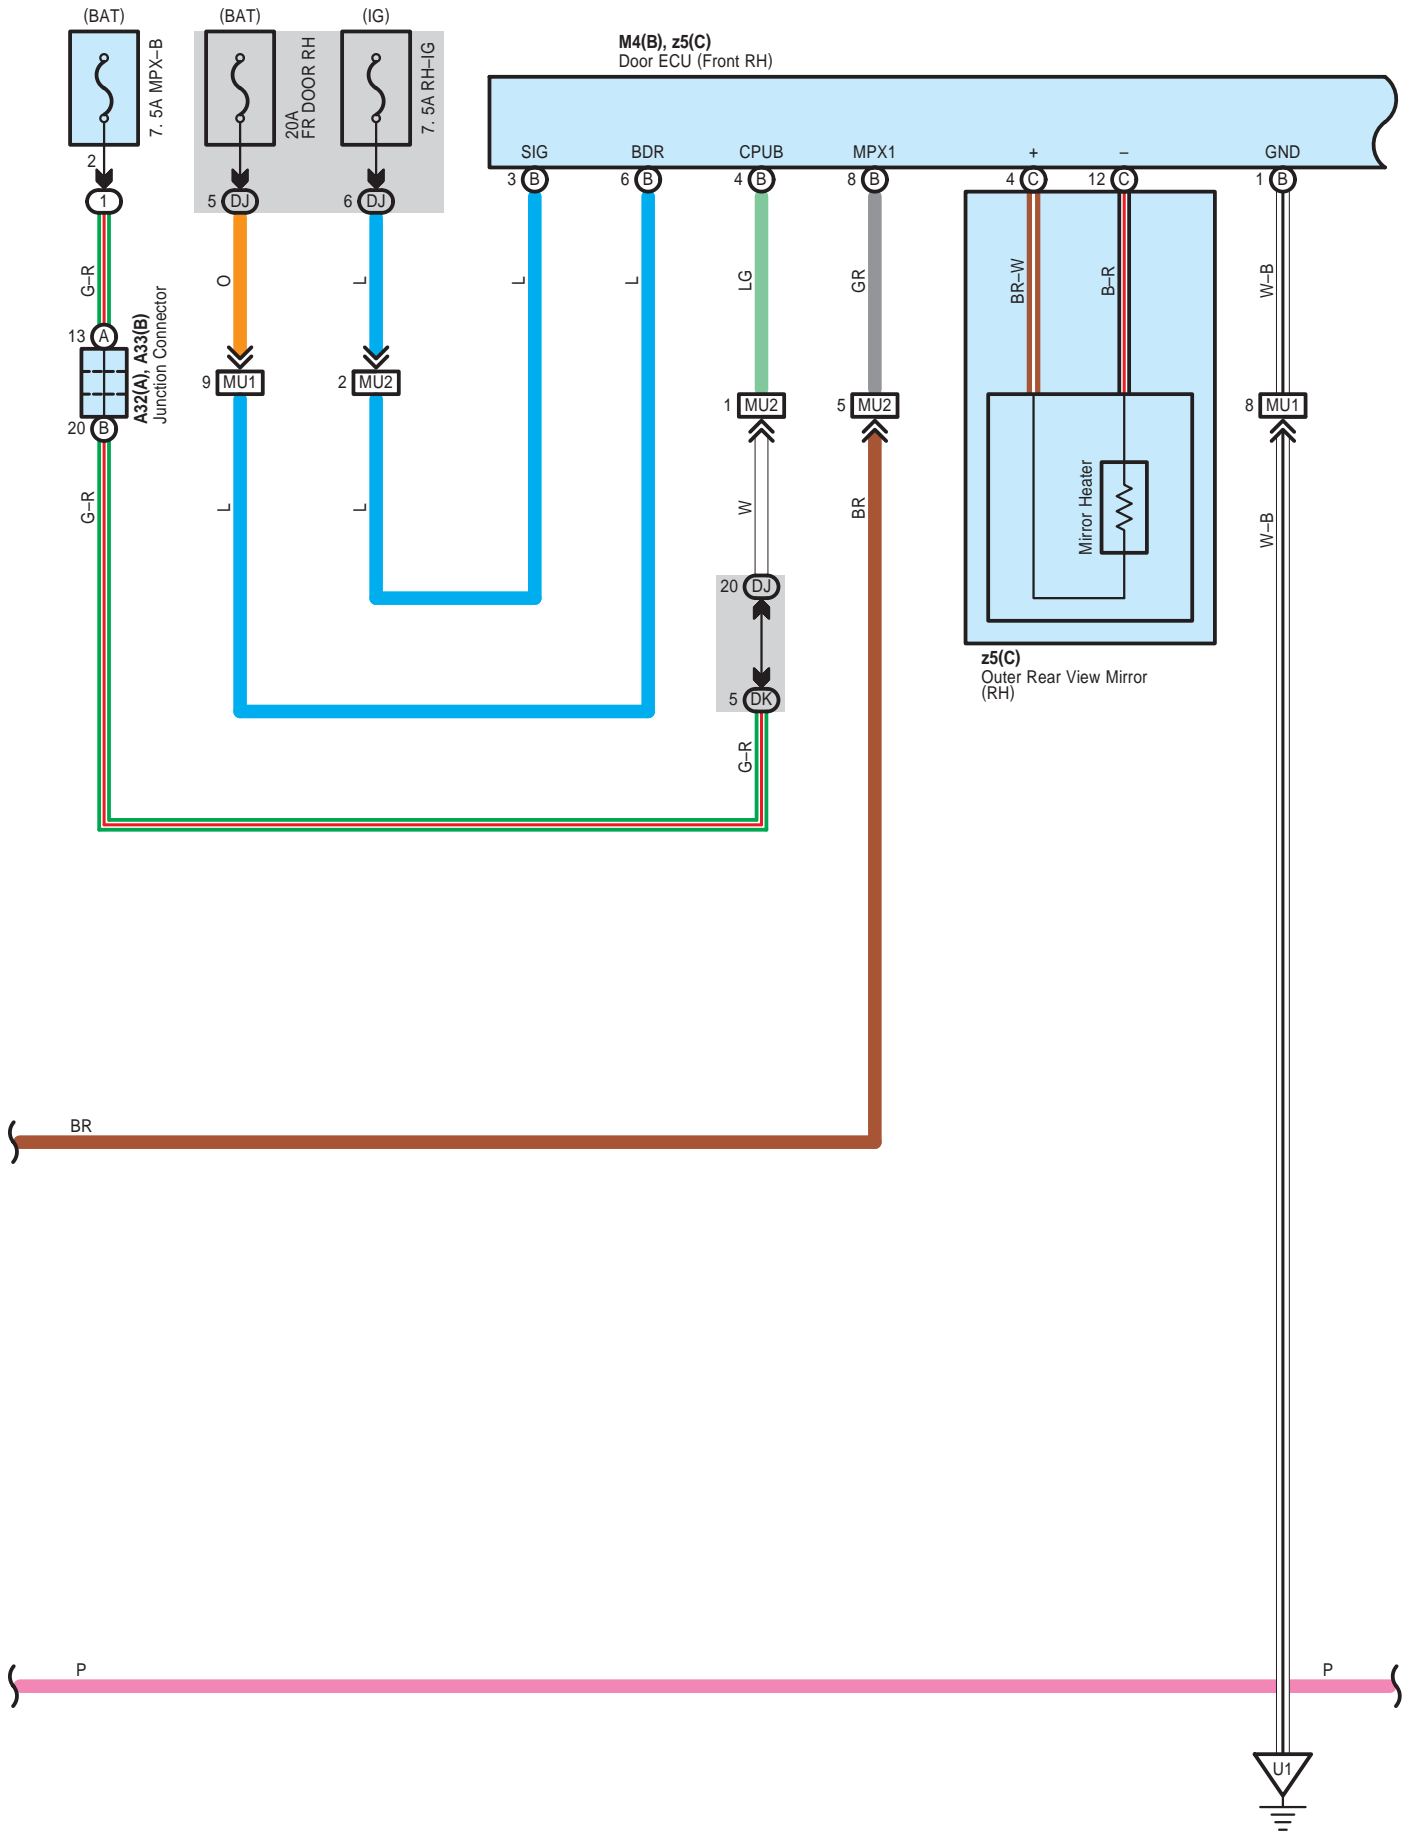 (BAT)
(BAT)
(IG)
7. 5A MPX–B
20A
FR DOOR RH
7. 5A RH–IG
M4(B), z5(C)
Door ECU (Front RH)
SIG
BDR
CPUB
MPX1
+
–
GND
2
1
5 DJ
6 DJ
3 B
6 B
4 B
8 B
4 C
12 C
1 B
G–R
O
L
L
L
LG
GR
BR–W
B–R
W–B
13 A
A32(A), A33(B)
Junction Connector
20 B
9 MU1
2 MU2
1 MU2
5 MU2
8 MU1
G–R
L
L
W
BR
Mirror Heater
W–B
20 DJ
5 DK
z5(C)
Outer Rear View Mirror
(RH)
G–R
BR
P
P
U1